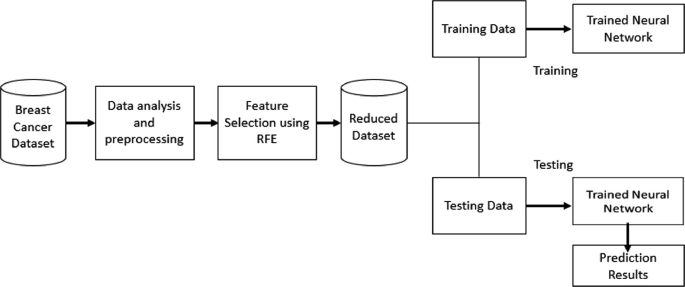 Breast
Cancer
Dataset
Data analysis
and
preprocessing
Feature
Selection using
RFE
Reduced
Dataset
Training Data
Training
Trained Neural
Network
Testing Data
Testing
Trained Neural
Network
Prediction
Results